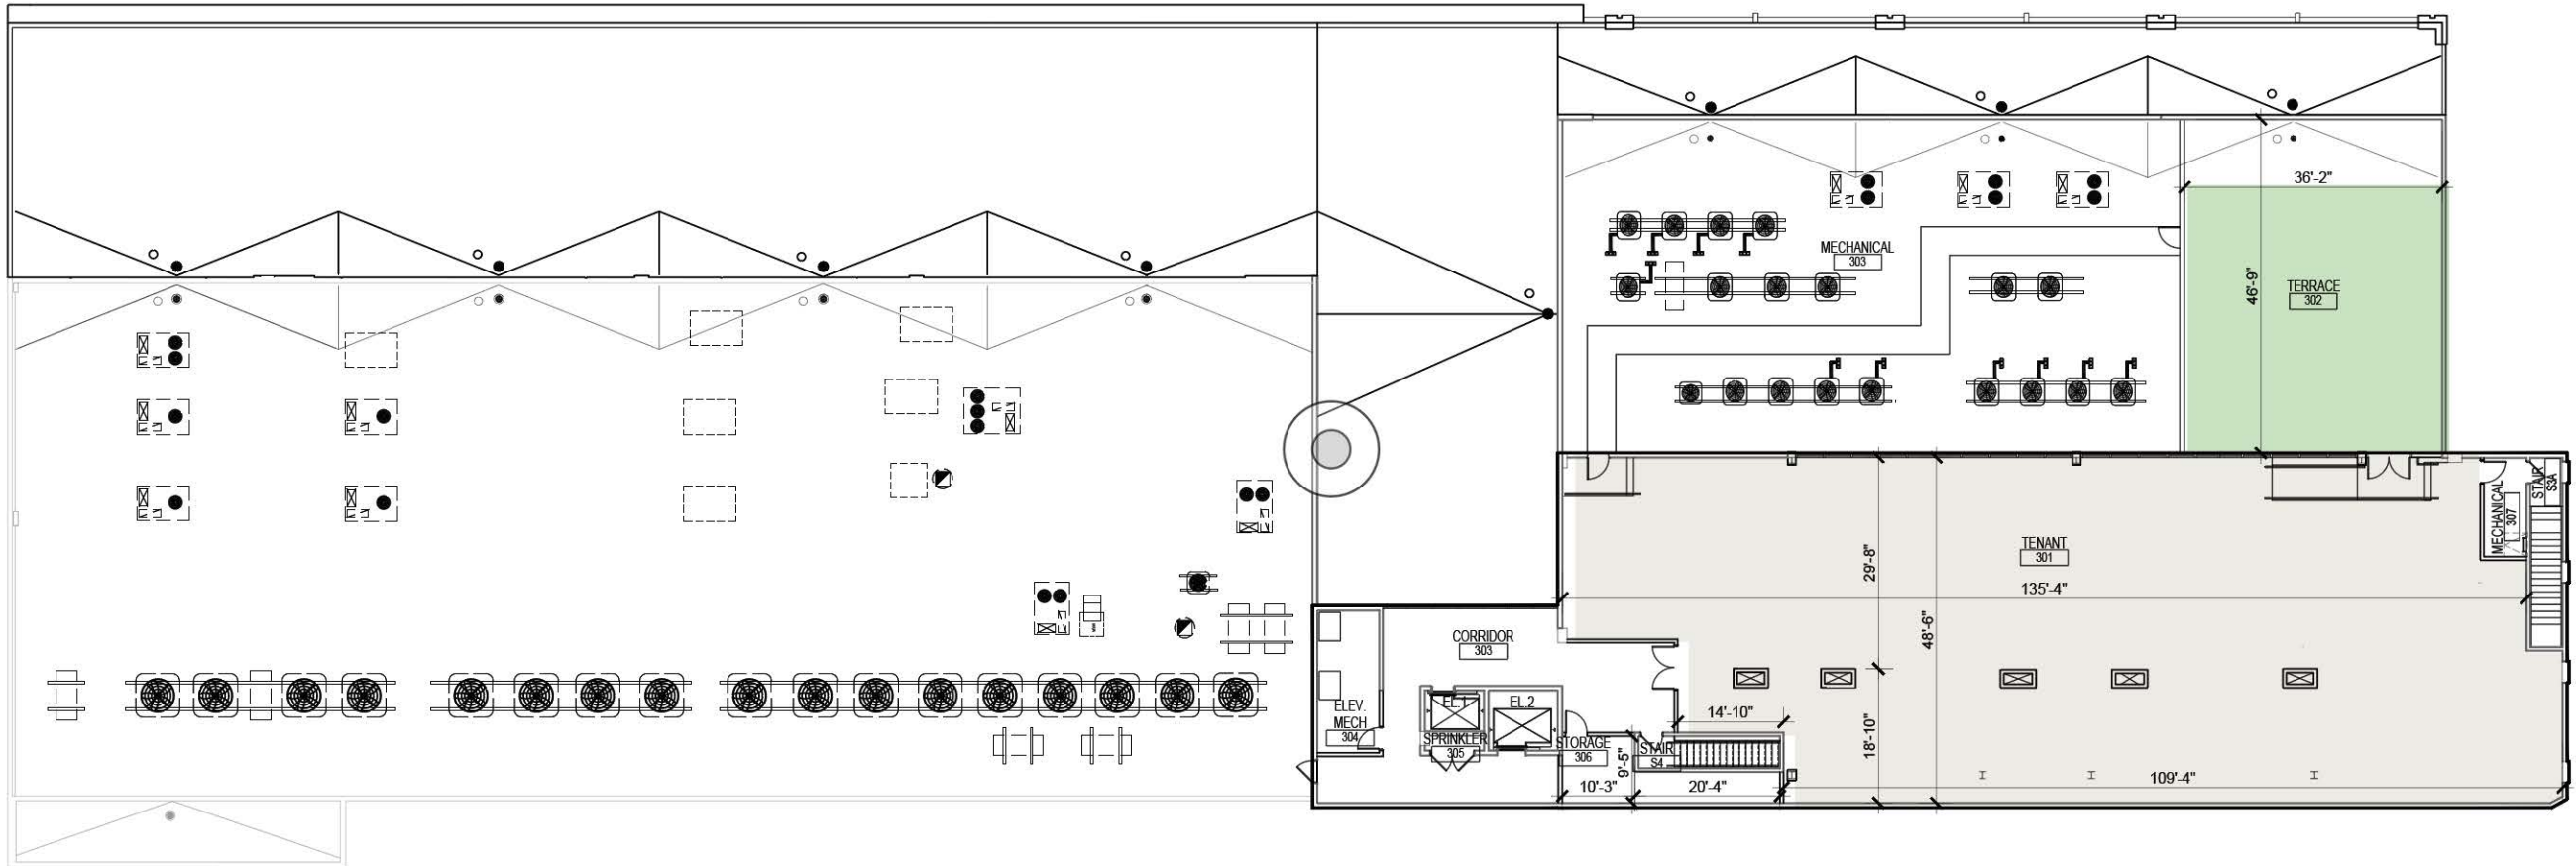 36'-2"
MECHANICAL
303
46'-9"
TERRACE
302
MECHANICAL
307
STAIR
S3A
TENANT
301
29'-8"
48'-6"
135'-4"
CORRIDOR
303
ELEV.
MECH
304
EL.1
EL.2
SPRINKLER
305
STORAGE
306
9'-5"
STAIR
S4
14'-10"
18'-10"
10'-3"
20'-4"
109'-4"